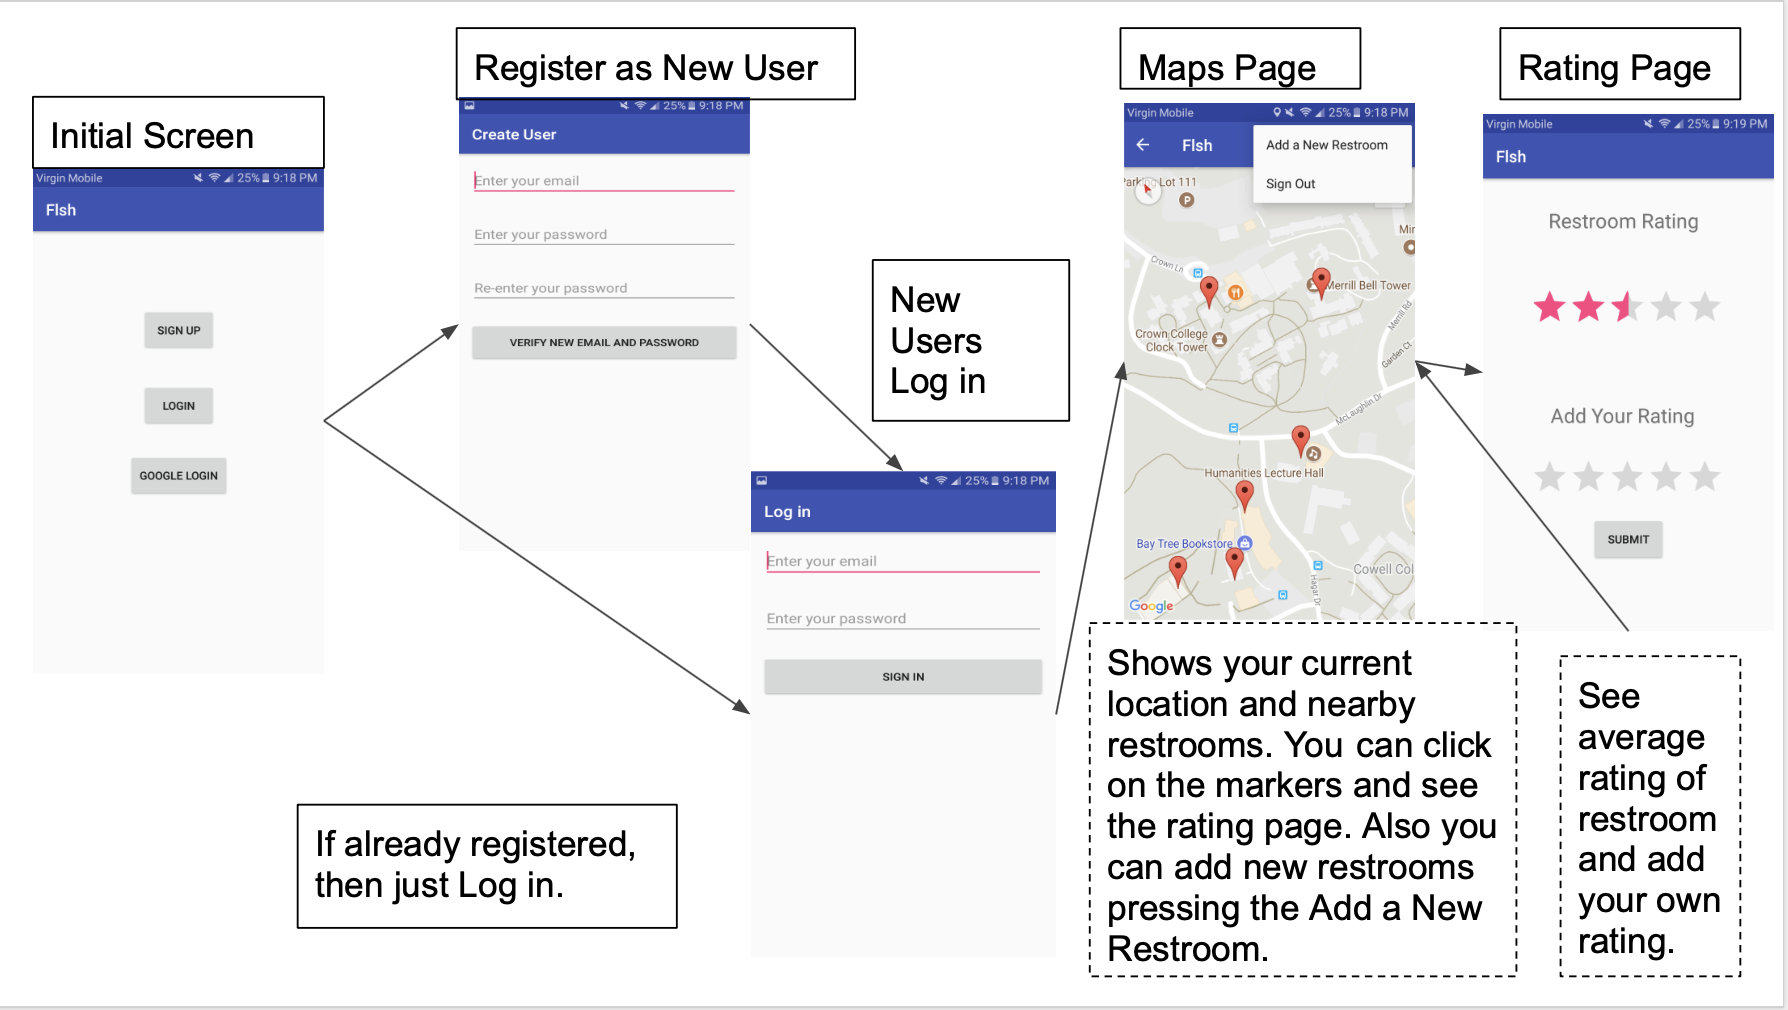 Initial Screen
Virgin Mobile 25% 9:18 PM
Flsh
SIGN UP
LOGIN
GOOGLE LOGIN
Register as New User
25% 9:18 PM
Create User
Enter your email
Enter your password
Re-enter your password
VERIFY NEW EMAIL AND PASSWORD
New
Users
Log in
If already registered,
then just Log in.
25% 9:18 PM
Log in
Enter your email
Enter your password
SIGN IN
Maps Page
Virgin Mobile 25% 9:18 PM
Flsh
Add a New Restroom
Sign Out
Parking Lot 111
P
Mir
Crown Ln
Merrill Bell Tower
Merrill Rd
Crown College
Clock Tower
Garden Ct
McLaughlin Dr
Humanities Lecture Hall
Bay Tree Bookstore
Cowell Col
Hagar Dr
Google
Shows your current
location and nearby
restrooms. You can click
on the markers and see
the rating page. Also you
can add new restrooms
pressing the Add a New
Restroom.
Rating Page
Virgin Mobile 25% 9:19 PM
Flsh
Restroom Rating
Add Your Rating
SUBMIT
See
average
rating of
restroom
and add
your own
rating.